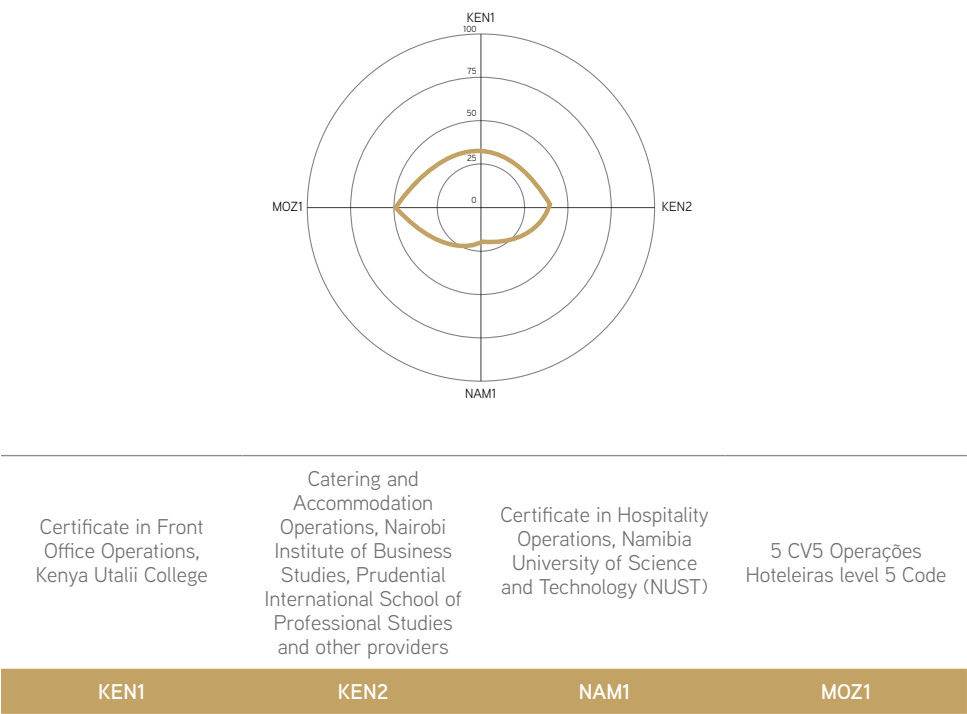 KEN1
100
75
50
25
0
MOZ1
KEN2
NAM1
Certificate in Front
Office Operations,
Kenya Utalii College
Catering and
Accommodation
Operations, Nairobi
Institute of Business
Studies, Prudential
International School of
Professional Studies
and other providers
Certificate in Hospitality
Operations, Namibia
University of Science
and Technology (NUST)
5 CV5 Operações
Hoteleiras level 5 Code
KEN1
KEN2
NAM1
MOZ1